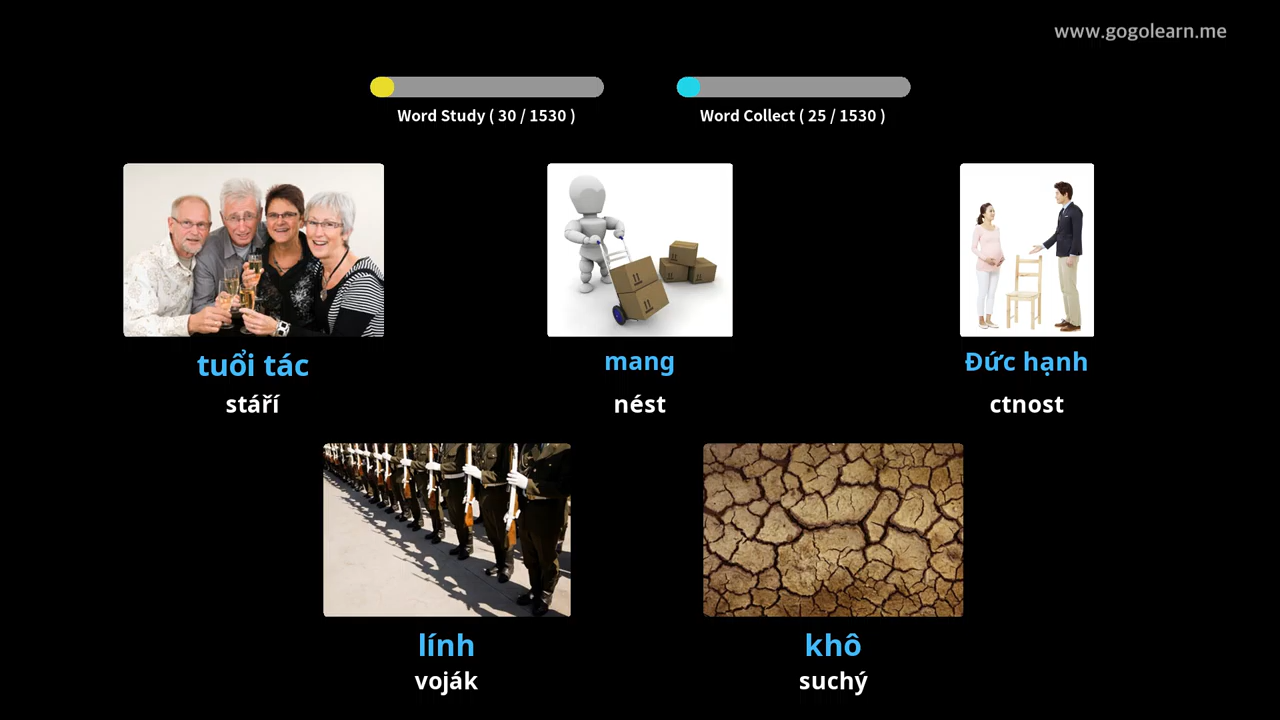 www.gogolearn.me
Word Study ( 30 / 1530 )
Word Collect ( 25 / 1530 )
tuổi tác
mang
Đức hạnh
stáří
nést
ctnost
lính
khô
voják
suchý